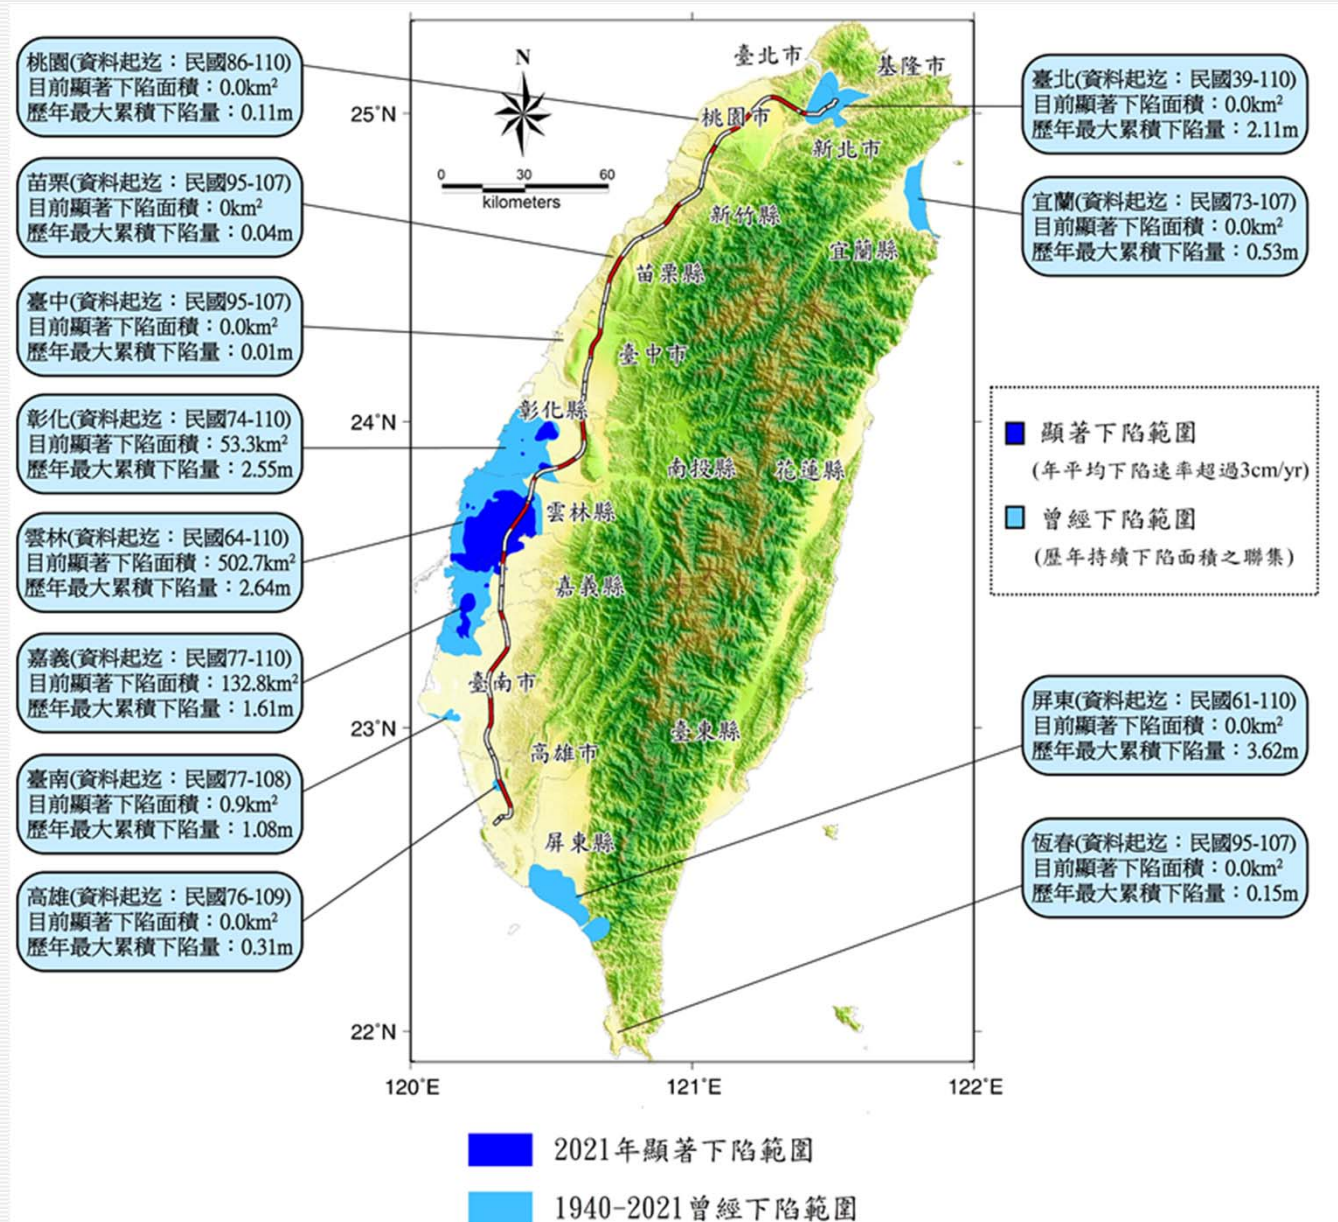 桃園(資料起迄：民國86-110)
目前顯著下陷面積：0.0km²
歷年最大累積下陷量：0.11m
苗栗(資料起迄：民國95-107)
目前顯著下陷面積：0km²
歷年最大累積下陷量：0.04m
臺中(資料起迄：民國95-107)
目前顯著下陷面積：0.0km²
歷年最大累積下陷量：0.01m
彰化(資料起迄：民國74-110)
目前顯著下陷面積：53.3km²
歷年最大累積下陷量：2.55m
雲林(資料起迄：民國64-110)
目前顯著下陷面積：502.7km²
歷年最大累積下陷量：2.64m
嘉義(資料起迄：民國77-110)
目前顯著下陷面積：132.8km²
歷年最大累積下陷量：1.61m
臺南(資料起迄：民國77-108)
目前顯著下陷面積：0.9km²
歷年最大累積下陷量：1.08m
高雄(資料起迄：民國76-109)
目前顯著下陷面積：0.0km²
歷年最大累積下陷量：0.31m
N
0 30 60
kilometers
25°N
24°N
23°N
22°N
120°E
121°E
122°E
臺北市
基隆市
桃園市
新北市
新竹縣
宜蘭縣
苗栗縣
臺中市
彰化縣
南投縣
花蓮縣
雲林縣
嘉義縣
臺南市
臺東縣
高雄市
屏東縣
臺北(資料起迄：民國39-110)
目前顯著下陷面積：0.0km²
歷年最大累積下陷量：2.11m
宜蘭(資料起迄：民國73-107)
目前顯著下陷面積：0.0km²
歷年最大累積下陷量：0.53m
顯著下陷範圍
(年平均下陷速率超過3cm/yr)
曾經下陷範圍
(歷年持續下陷面積之聯集)
屏東(資料起迄：民國61-110)
目前顯著下陷面積：0.0km²
歷年最大累積下陷量：3.62m
恆春(資料起迄：民國95-107)
目前顯著下陷面積：0.0km²
歷年最大累積下陷量：0.15m
2021年顯著下陷範圍
1940-2021曾經下陷範圍